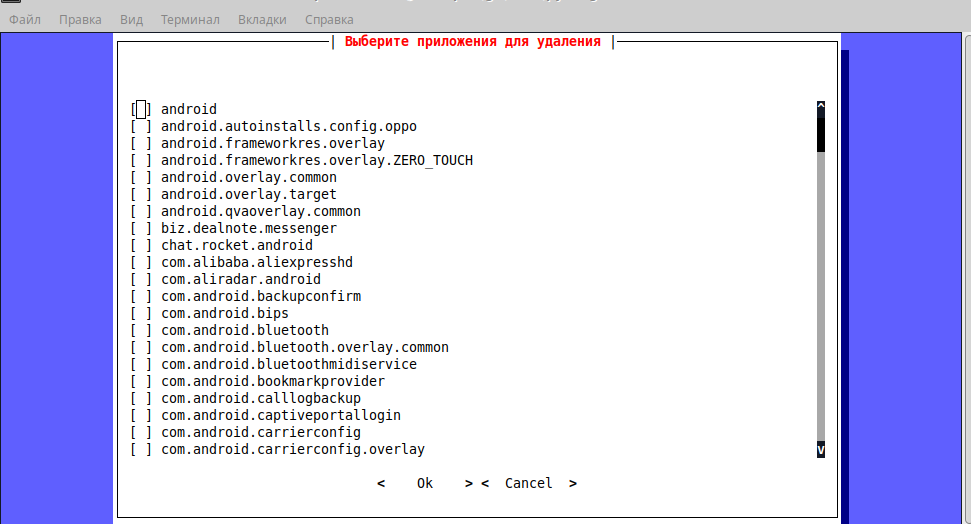 Файл Правка Вид Терминал Вкладки Справка
| Выберите приложения для удаления |
[ ] android
[ ] android.autoinstalls.config.oppo
[ ] android.frameworkres.overlay
[ ] android.frameworkres.overlay.ZERO_TOUCH
[ ] android.overlay.common
[ ] android.overlay.target
[ ] android.qvaoverlay.common
[ ] biz.dealnote.messenger
[ ] chat.rocket.android
[ ] com.alibaba.aliexpresshd
[ ] com.aliradar.android
[ ] com.android.backupconfirm
[ ] com.android.bips
[ ] com.android.bluetooth
[ ] com.android.bluetooth.overlay.common
[ ] com.android.bluetoothmidiservice
[ ] com.android.bookmarkprovider
[ ] com.android.calllogbackup
[ ] com.android.captiveportallogin
[ ] com.android.carrierconfig
[ ] com.android.carrierconfig.overlay
< Ok > < Cancel >